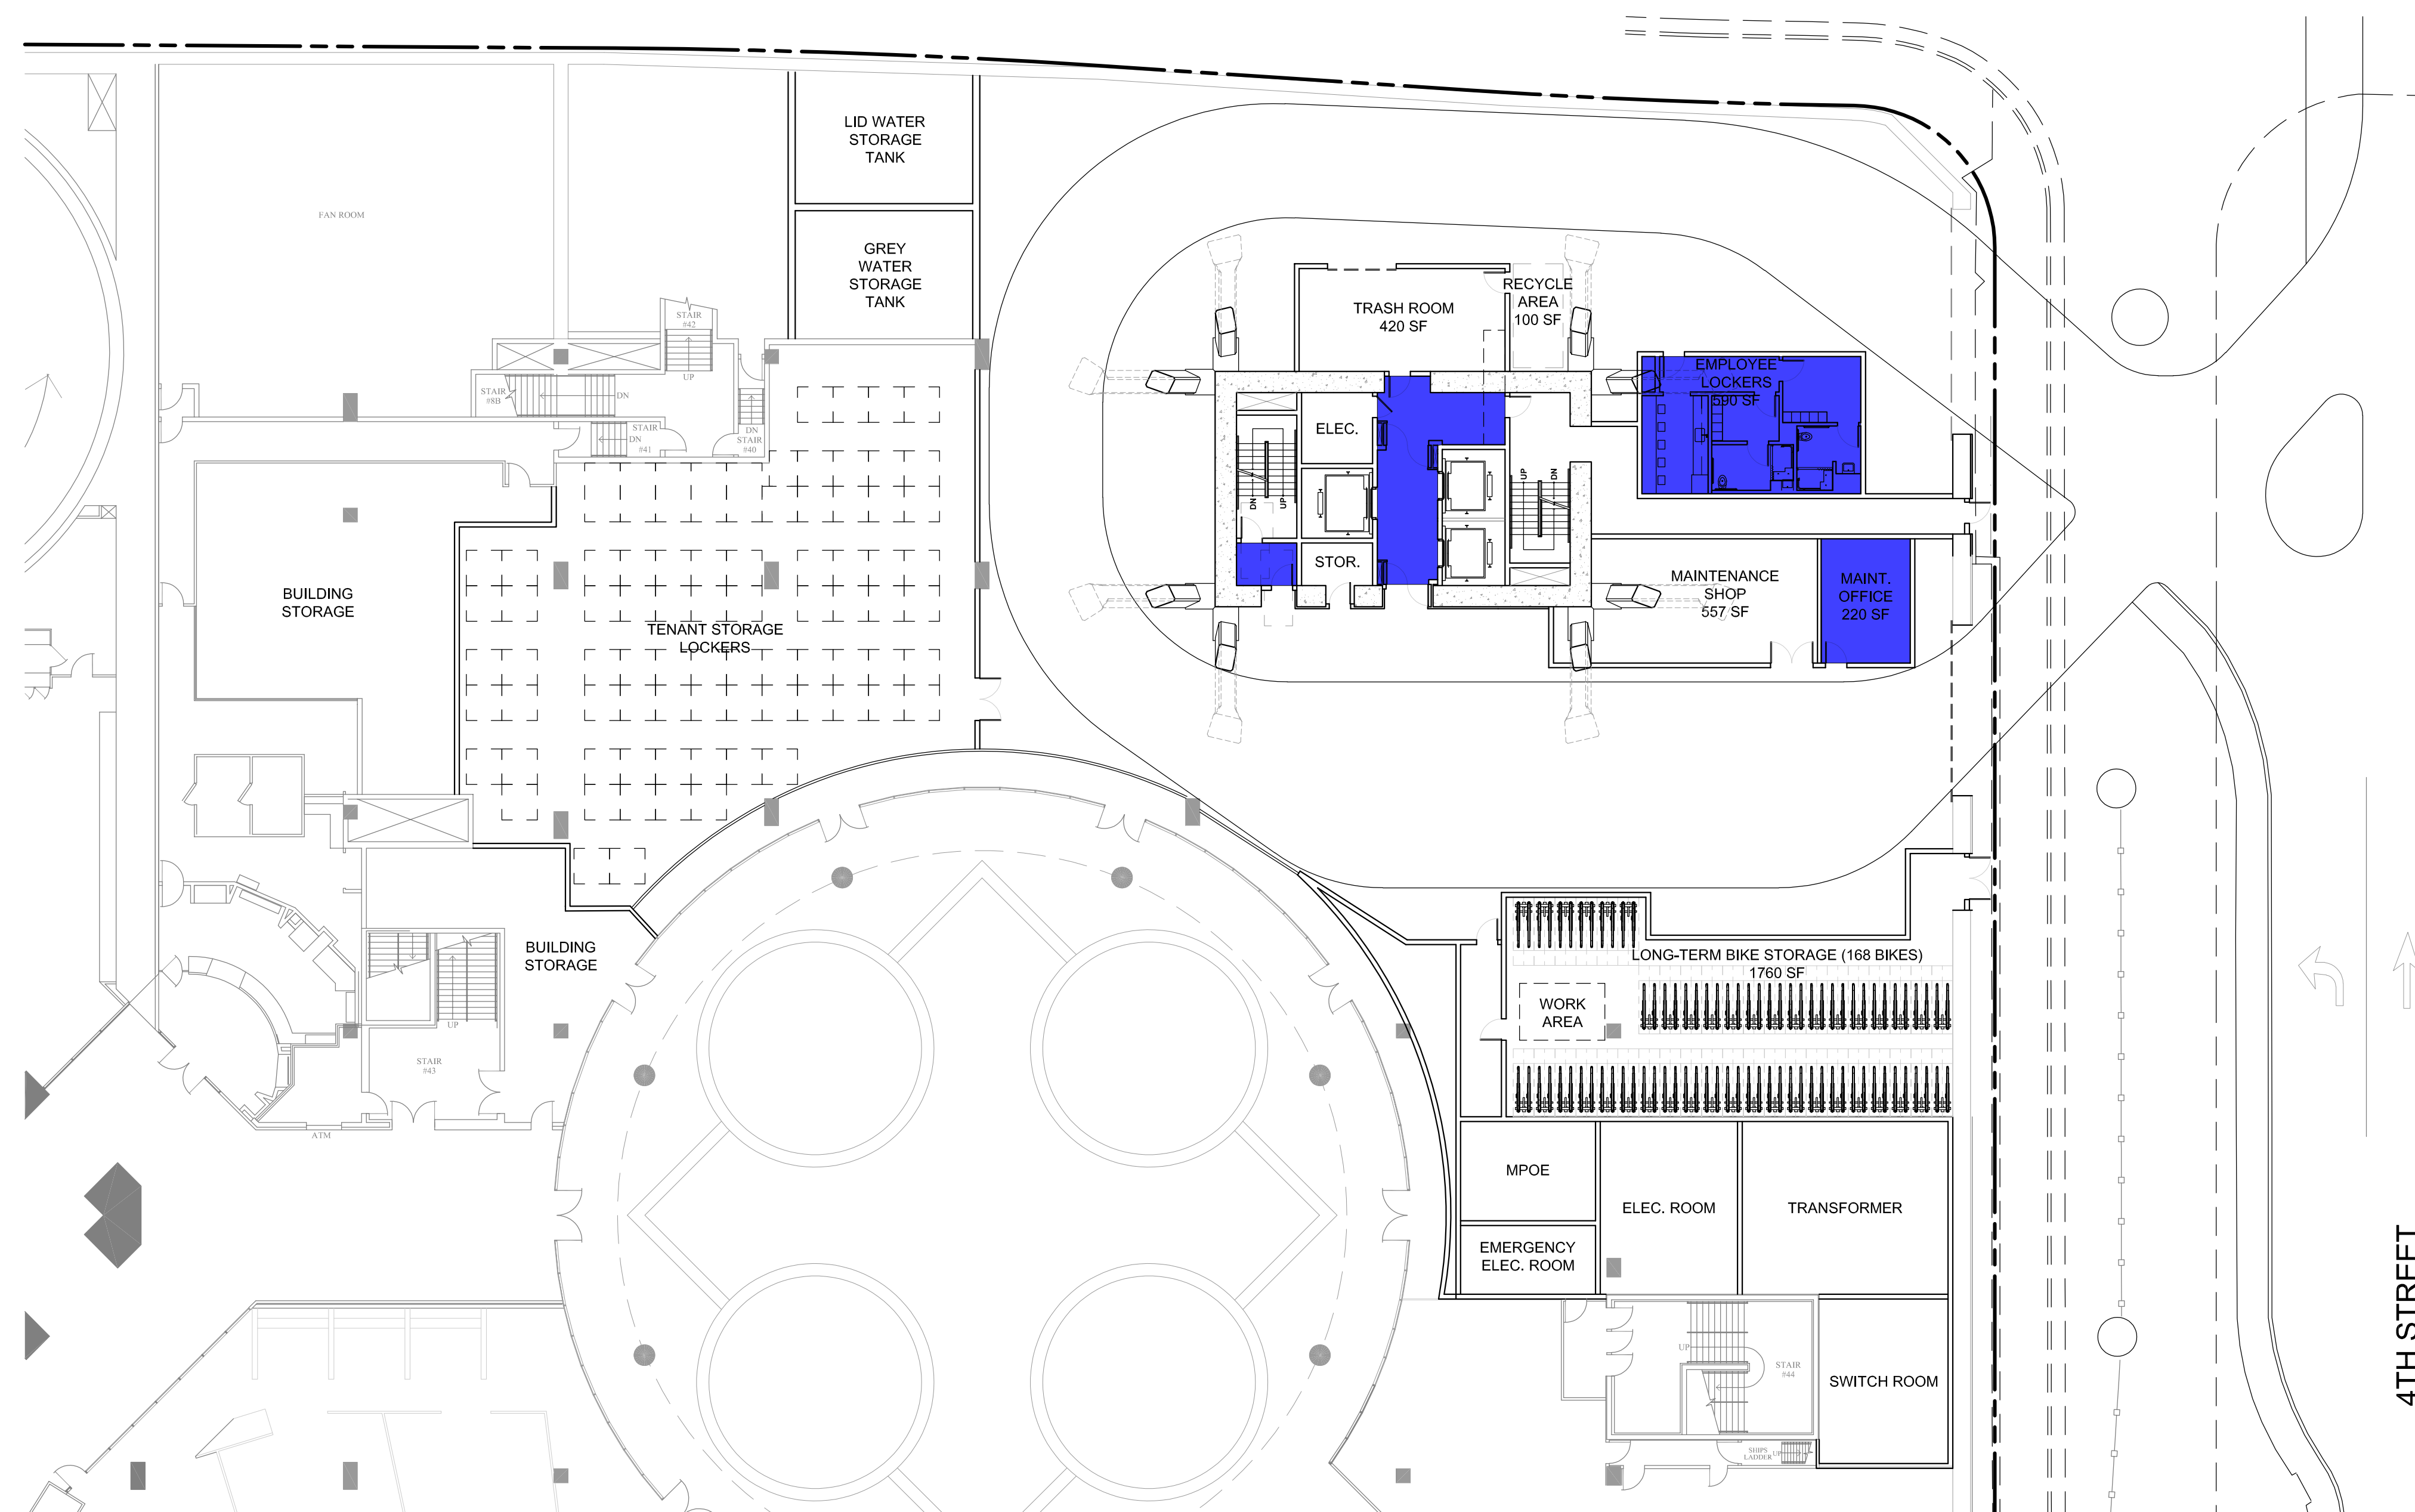 LID WATER
STORAGE
TANK
FAN ROOM
GREY
WATER
STORAGE
TANK
STAIR
#42
UP
STAIR
#8B
DN
STAIR
DN
#41
DN
STAIR
#40
TRASH ROOM
420 SF
RECYCLE
AREA
100 SF
EMPLOYEE
LOCKERS
590 SF
ELEC.
DN
UP
UP
DN
STOR.
MAINTENANCE
SHOP
557 SF
MAINT.
OFFICE
220 SF
BUILDING
STORAGE
TENANT STORAGE
LOCKERS
BUILDING
STORAGE
UP
STAIR
#43
ATM
LONG-TERM BIKE STORAGE (168 BIKES)
1760 SF
WORK
AREA
MPOE
ELEC. ROOM
TRANSFORMER
EMERGENCY
ELEC. ROOM
UP
STAIR
#44
SWITCH ROOM
SHIPS
LADDER
UP
4TH STREET